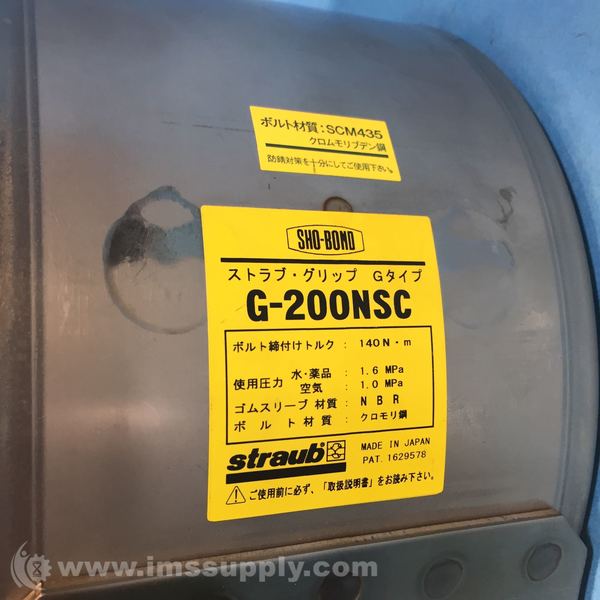 ボルト材質:SCM435
クロムモリブデン鋼
防錆対策を十分にしてご使用下さい。
SHO-BOND
ストラブ・グリップ Gタイプ
G-200NSC
ボルト締付けトルク : 140N・m
使用圧力 水・薬品 : 1.6 MPa
空気 : 1.0 MPa
ゴムスリーブ材質 : NBR
ボルト材質 : クロモリ鋼
straub
MADE IN JAPAN
PAT. 1629578
ご使用前に必ず、「取扱説明書」をお読み下さい。
www.imssupply.com